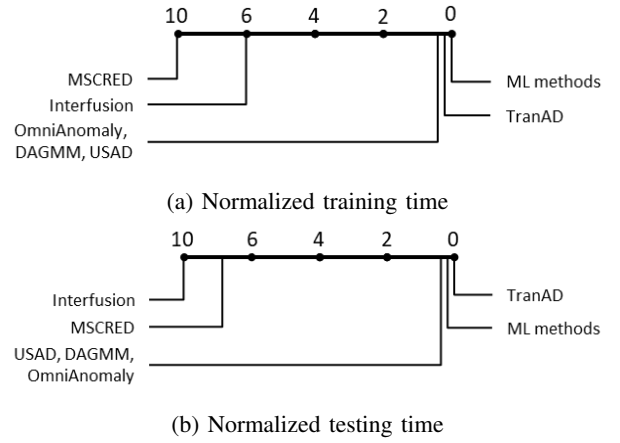 10 6 4 2 0
MSCRED
ML methods
Interfusion
TranAD
OmniAnomaly,
DAGMM, USAD
(a) Normalized training time
10 6 4 2 0
Interfusion
TranAD
MSCRED
ML methods
USAD, DAGMM,
OmniAnomaly
(b) Normalized testing time